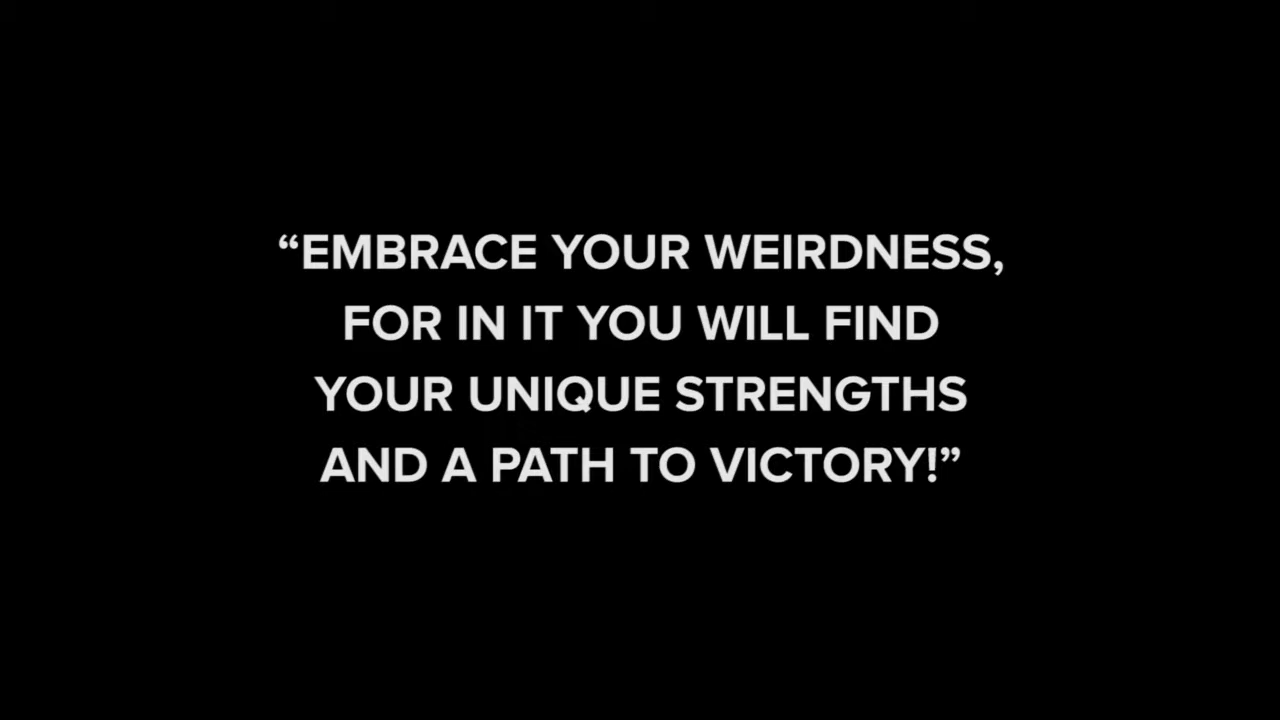 “EMBRACE YOUR WEIRDNESS,
FOR IN IT YOU WILL FIND
YOUR UNIQUE STRENGTHS
AND A PATH TO VICTORY!”